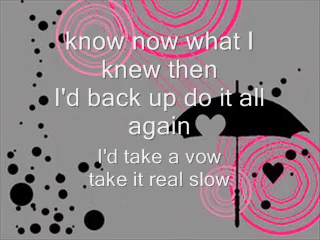 know now what I
knew then
I'd back up do it all
again
I'd take a vow
take it real slow